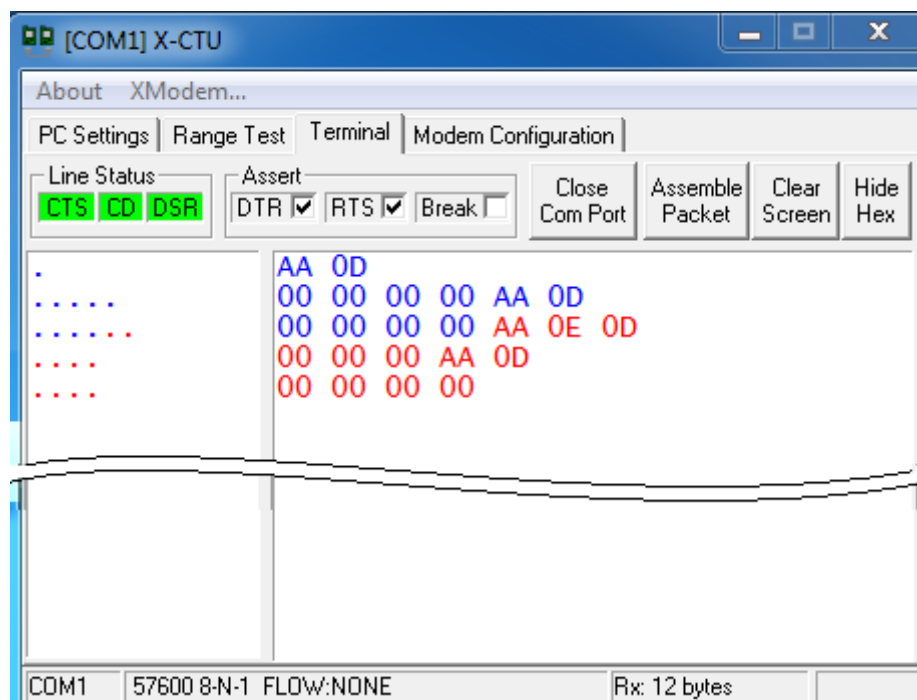 [COM1] X-CTU
About XModem...
PC Settings Range Test Terminal Modem Configuration
Line Status Assert
CTS CD DSR DTR RTS Break Close Com Port Assemble Packet Clear Screen Hide Hex
. AA 0D
..... 00 00 00 00 AA 0D
...... 00 00 00 00 AA 0E 0D
.... 00 00 00 AA 0D
.... 00 00 00 00
COM1 57600 8-N-1 FLOW:NONE Rx: 12 bytes